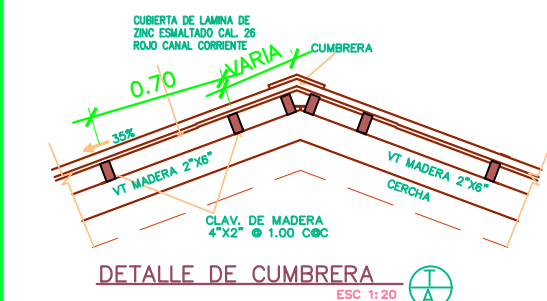 CUBIERTA DE LAMINA DE
ZINC ESMALTADO CAL. 26
ROJO CANAL CORRIENTE
CUMBRERA
VARIA
0.70
35%
VT MADERA 2"X6"
VT MADERA 2"X6"
CERCHA
CLAV. DE MADERA
4"X2" @ 1.00 C@C
DETALLE DE CUMBRERA
ESC 1:20
T
A